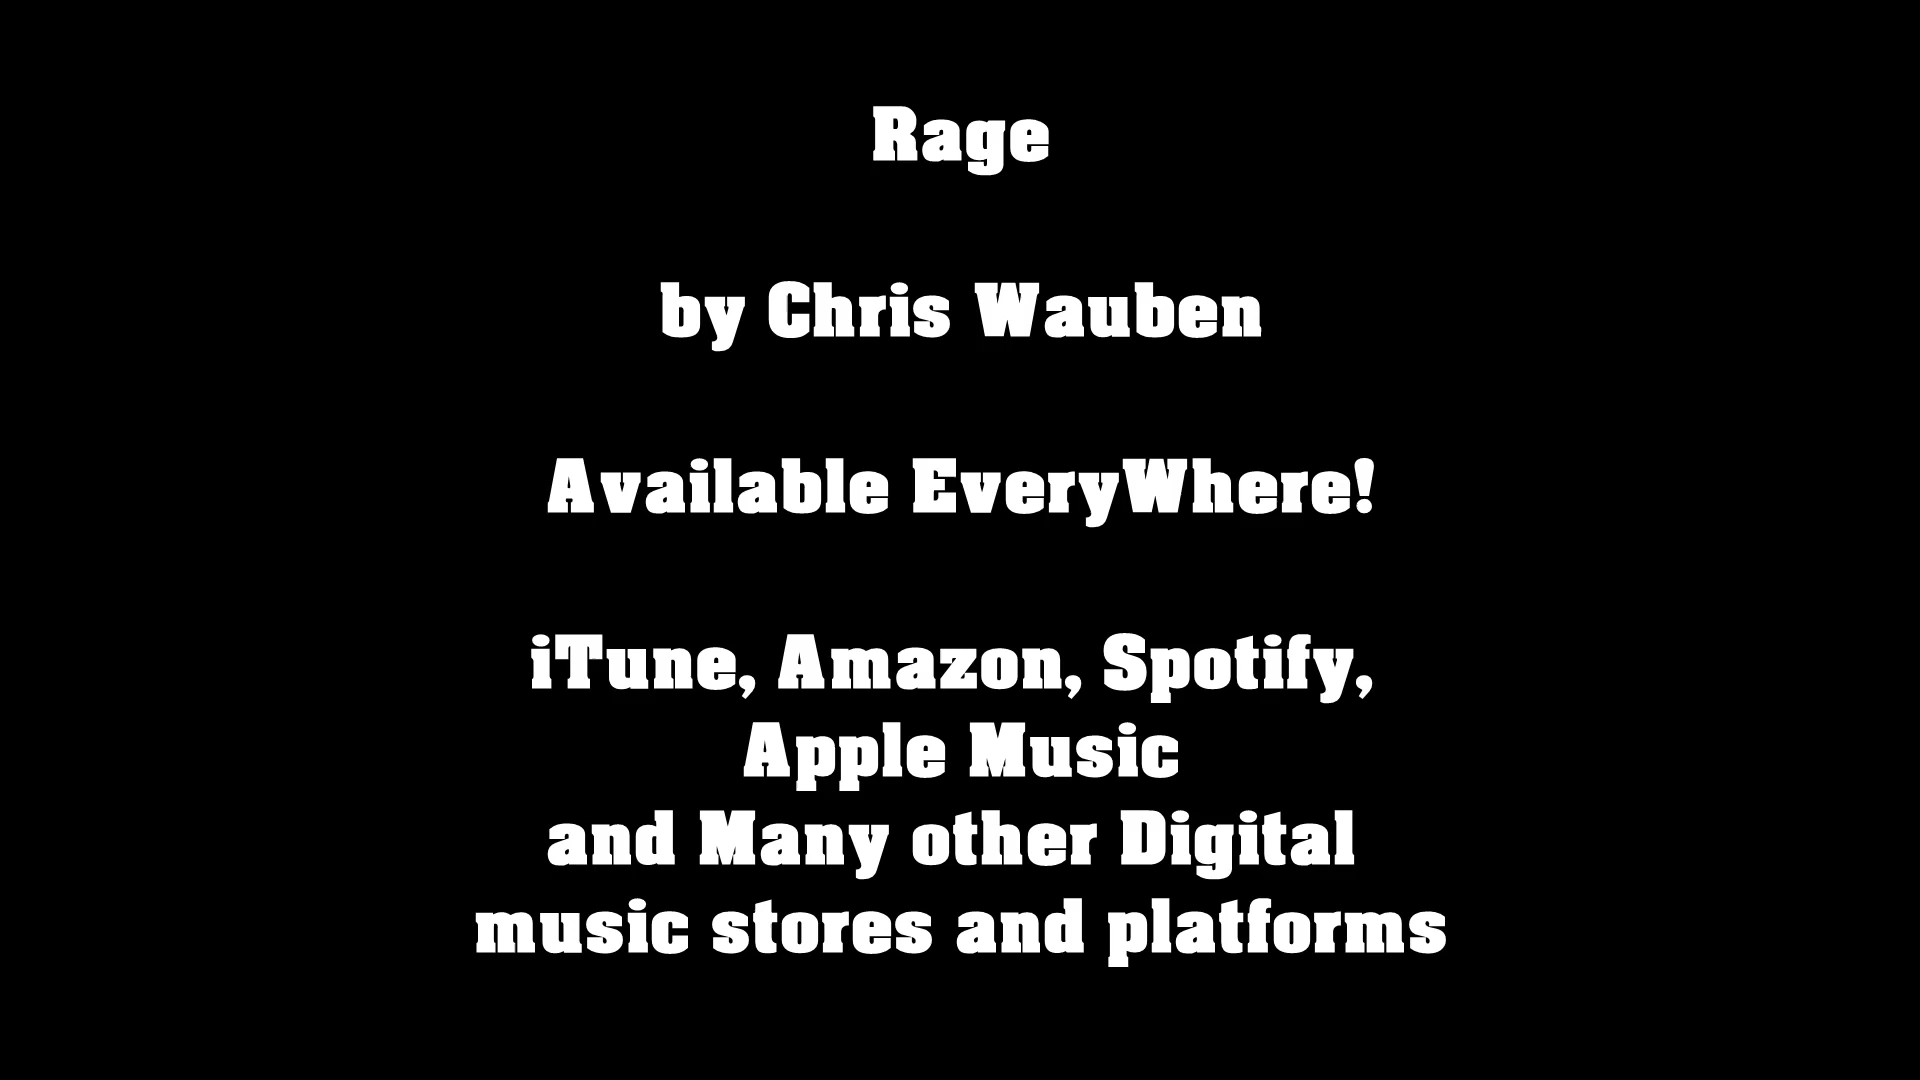 Rage
by Chris Wauben
Available EveryWhere!
iTune, Amazon, Spotify,
Apple Music
and Many other Digital
music stores and platforms